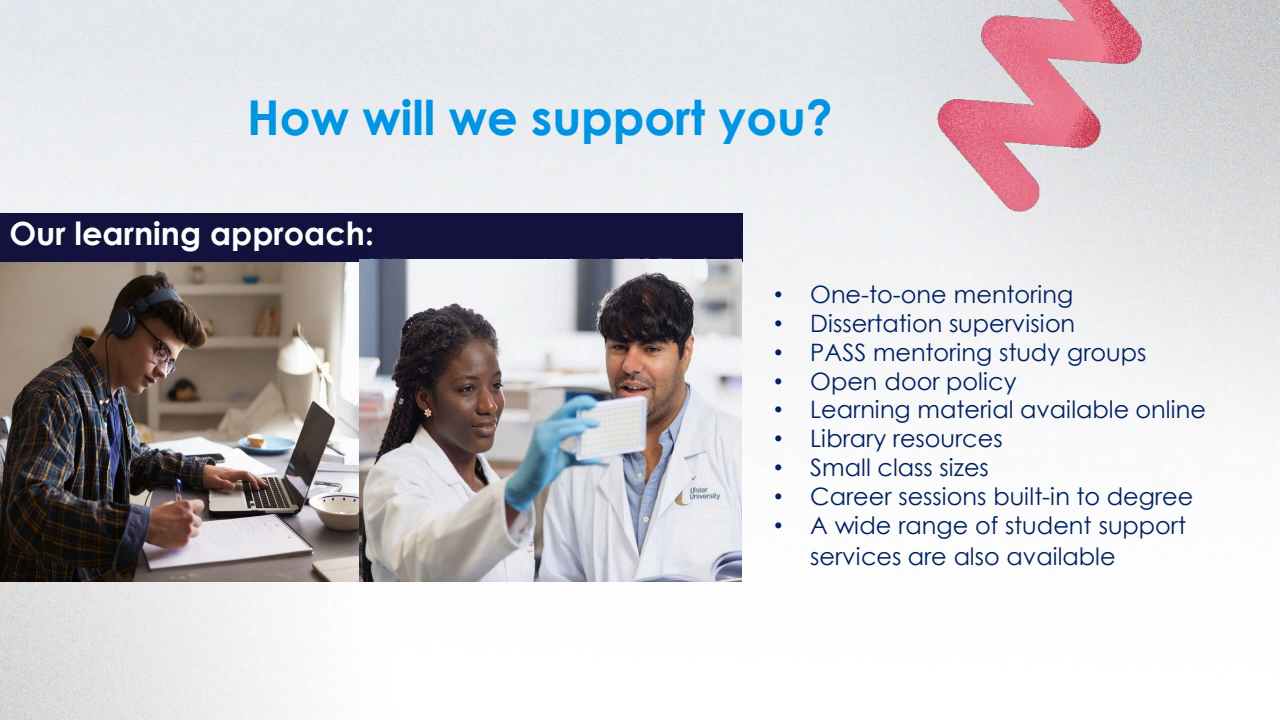 How will we support you?
Our learning approach:
• One-to-one mentoring
• Dissertation supervision
• PASS mentoring study groups
• Open door policy
• Learning material available online
• Library resources
• Small class sizes
• Career sessions built-in to degree
• A wide range of student support
services are also available
Ulster
University